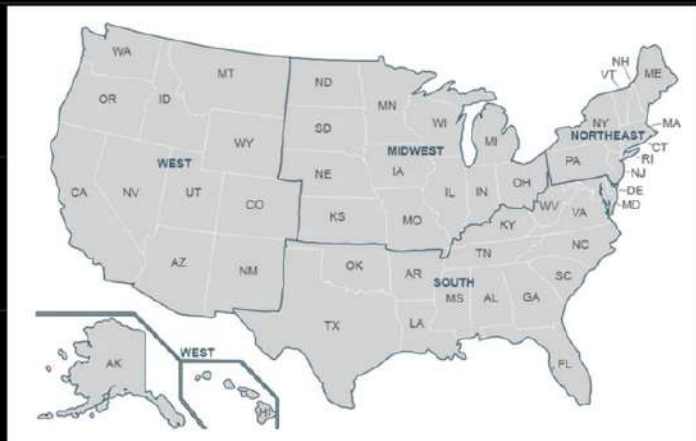 WA
MT
ND
MN
VT
NH
ME
OR
ID
WY
SD
WI
MI
NY
MA
NORTHEAST
CT
RI
NJ
WEST
MIDWEST
PA
CA
NV
UT
CO
NE
IA
IL
IN
OH
DE
MD
KS
MO
KY
WV
VA
AZ
NM
OK
AR
TN
NC
SC
SOUTH
TX
LA
MS
AL
GA
FL
WEST
AK
HI